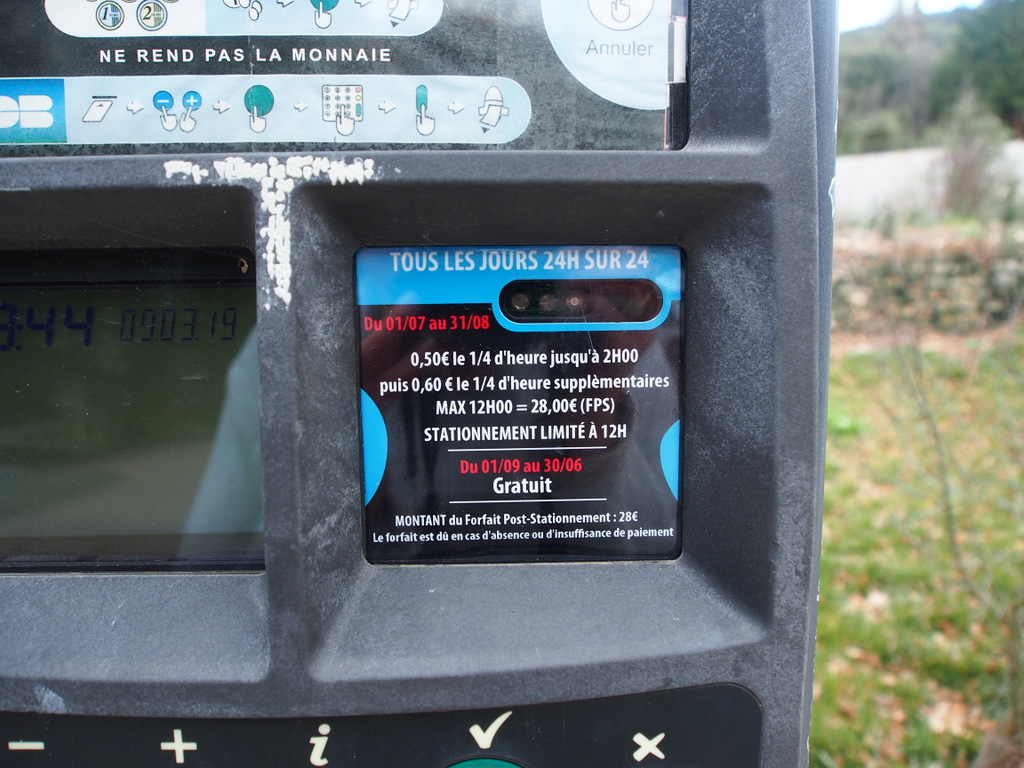 1€ 2€
NE REND PAS LA MONNAIE
Annuler
TOUS LES JOURS 24H SUR 24
Du 01/07 au 31/08
0,50€ le 1/4 d'heure jusqu'à 2H00
puis 0,60 € le 1/4 d'heure supplèmentaires
MAX 12H00 = 28,00€ (FPS)
STATIONNEMENT LIMITÉ À 12H
Du 01/09 au 30/06
Gratuit
MONTANT du Forfait Post-Stationnement : 28€
Le forfait est dû en cas d'absence ou d'insuffisance de paiement
:44 09.03.19
- + i ✓ ×